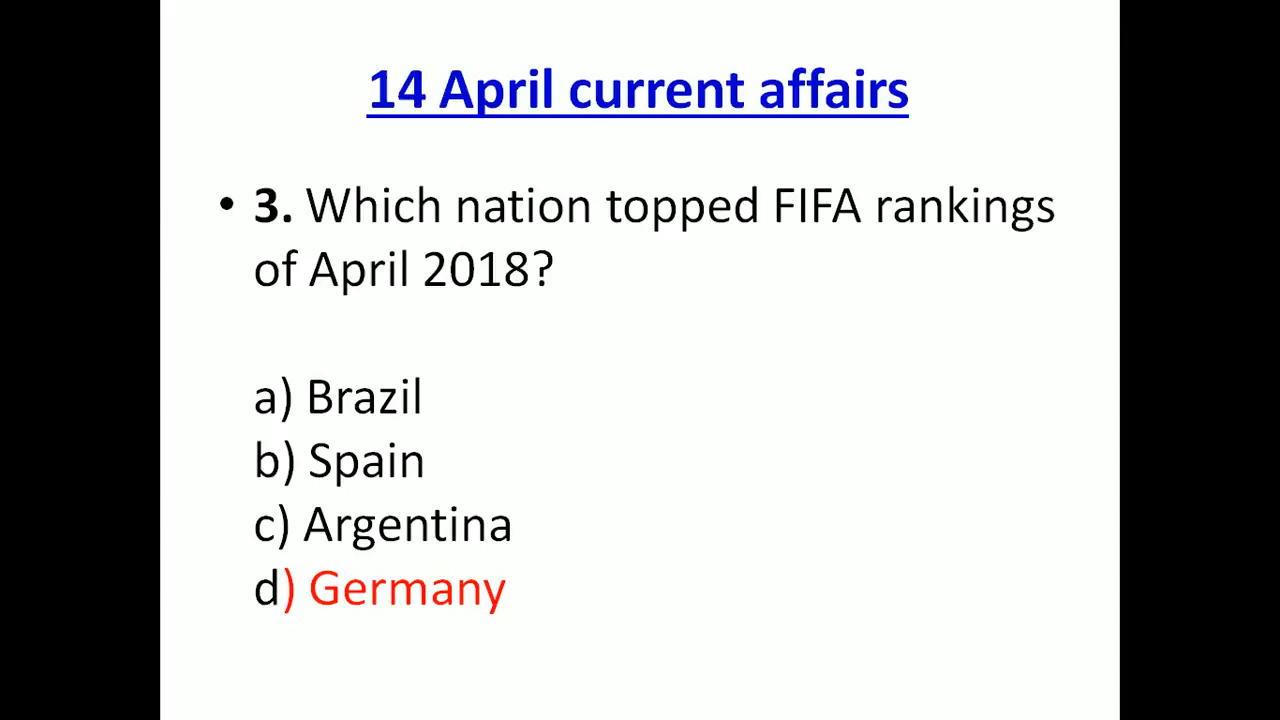 14 April current affairs
• 3. Which nation topped FIFA rankings
of April 2018?
a) Brazil
b) Spain
c) Argentina
d) Germany